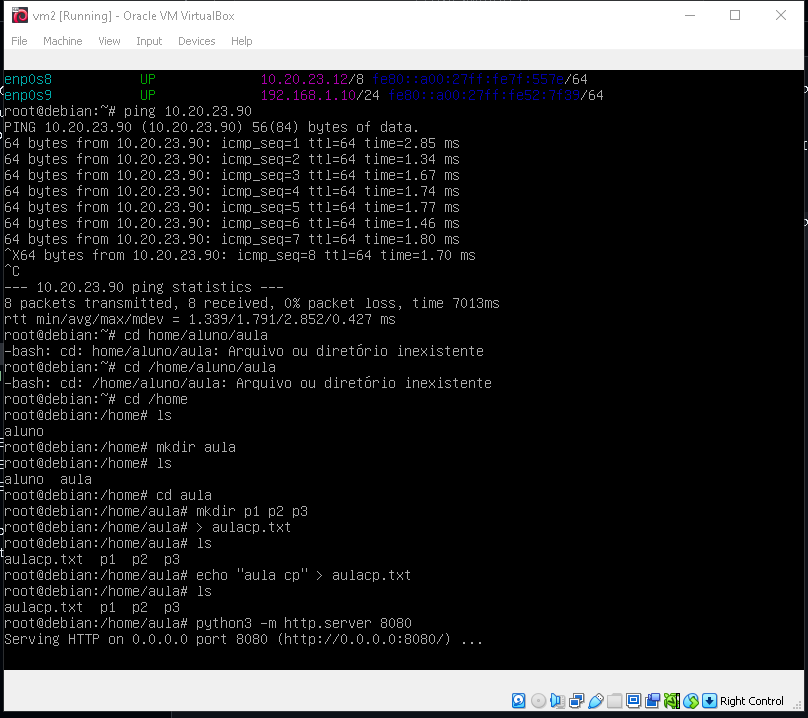 vm2 [Running] - Oracle VM VirtualBox
File Machine View Input Devices Help
enp0s8 UP 10.20.23.12/8 fe80::a00:27ff:fe7f:557e/64
enp0s9 UP 192.168.1.10/24 fe80::a00:27ff:fe52:7f39/64
root@debian:~# ping 10.20.23.90
PING 10.20.23.90 (10.20.23.90) 56(84) bytes of data.
64 bytes from 10.20.23.90: icmp_seq=1 ttl=64 time=2.85 ms
64 bytes from 10.20.23.90: icmp_seq=2 ttl=64 time=1.34 ms
64 bytes from 10.20.23.90: icmp_seq=3 ttl=64 time=1.67 ms
64 bytes from 10.20.23.90: icmp_seq=4 ttl=64 time=1.74 ms
64 bytes from 10.20.23.90: icmp_seq=5 ttl=64 time=1.77 ms
64 bytes from 10.20.23.90: icmp_seq=6 ttl=64 time=1.46 ms
64 bytes from 10.20.23.90: icmp_seq=7 ttl=64 time=1.80 ms
^X64 bytes from 10.20.23.90: icmp_seq=8 ttl=64 time=1.70 ms
^C
--- 10.20.23.90 ping statistics ---
8 packets transmitted, 8 received, 0% packet loss, time 7013ms
rtt min/avg/max/mdev = 1.339/1.791/2.852/0.427 ms
root@debian:~# cd home/aluno/aula
-bash: cd: home/aluno/aula: Arquivo ou diretório inexistente
root@debian:~# cd /home/aluno/aula
-bash: cd: /home/aluno/aula: Arquivo ou diretório inexistente
root@debian:~# cd /home
root@debian:/home# ls
aluno
root@debian:/home# mkdir aula
root@debian:/home# ls
aluno aula
root@debian:/home# cd aula
root@debian:/home/aula# mkdir p1 p2 p3
root@debian:/home/aula# > aulacp.txt
root@debian:/home/aula# ls
aulacp.txt p1 p2 p3
root@debian:/home/aula# echo "aula cp" > aulacp.txt
root@debian:/home/aula# ls
aulacp.txt p1 p2 p3
root@debian:/home/aula# python3 -m http.server 8080
Serving HTTP on 0.0.0.0 port 8080 (http://0.0.0.0:8080/) ...
Right Control